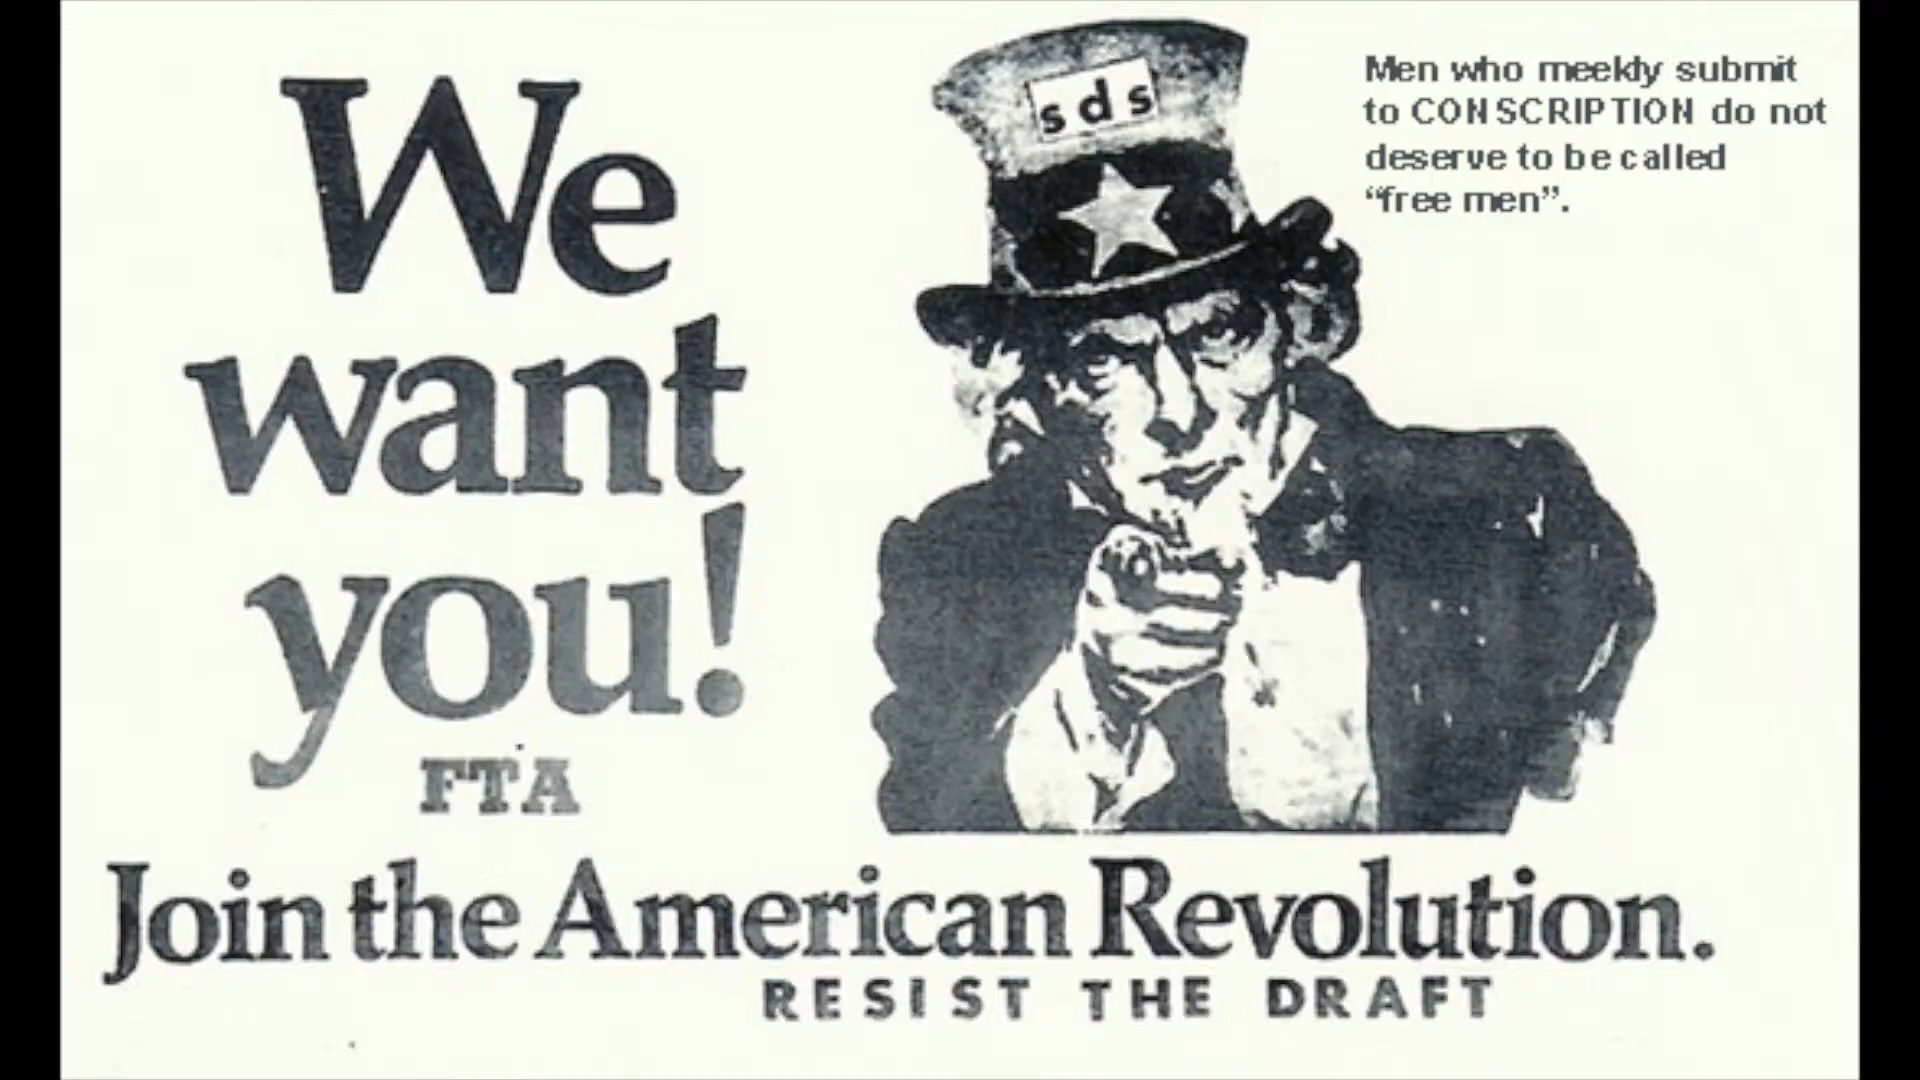 We
want
you!
FTA
sds
Men who meekly submit
to CONSCRIPTION do not
deserve to be called
“free men”.
Join the American Revolution.
RESIST THE DRAFT